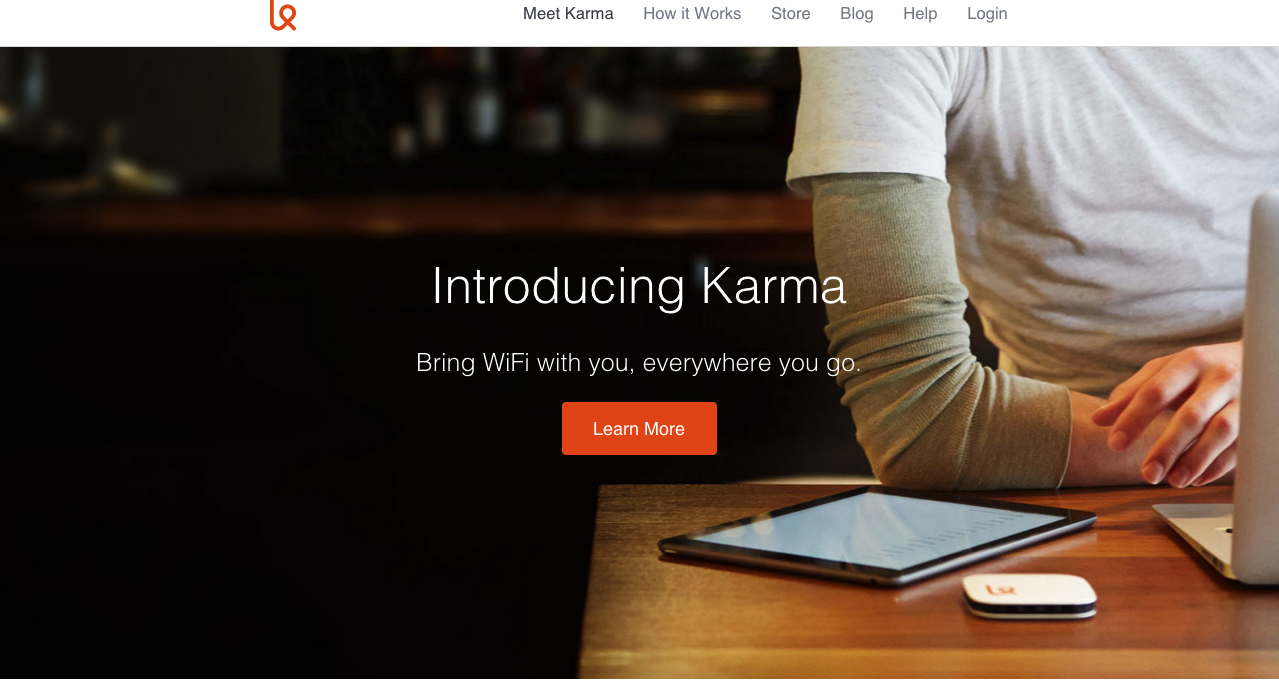 Meet Karma
How it Works
Store
Blog
Help
Login
Introducing Karma
Bring WiFi with you, everywhere you go.
Learn More